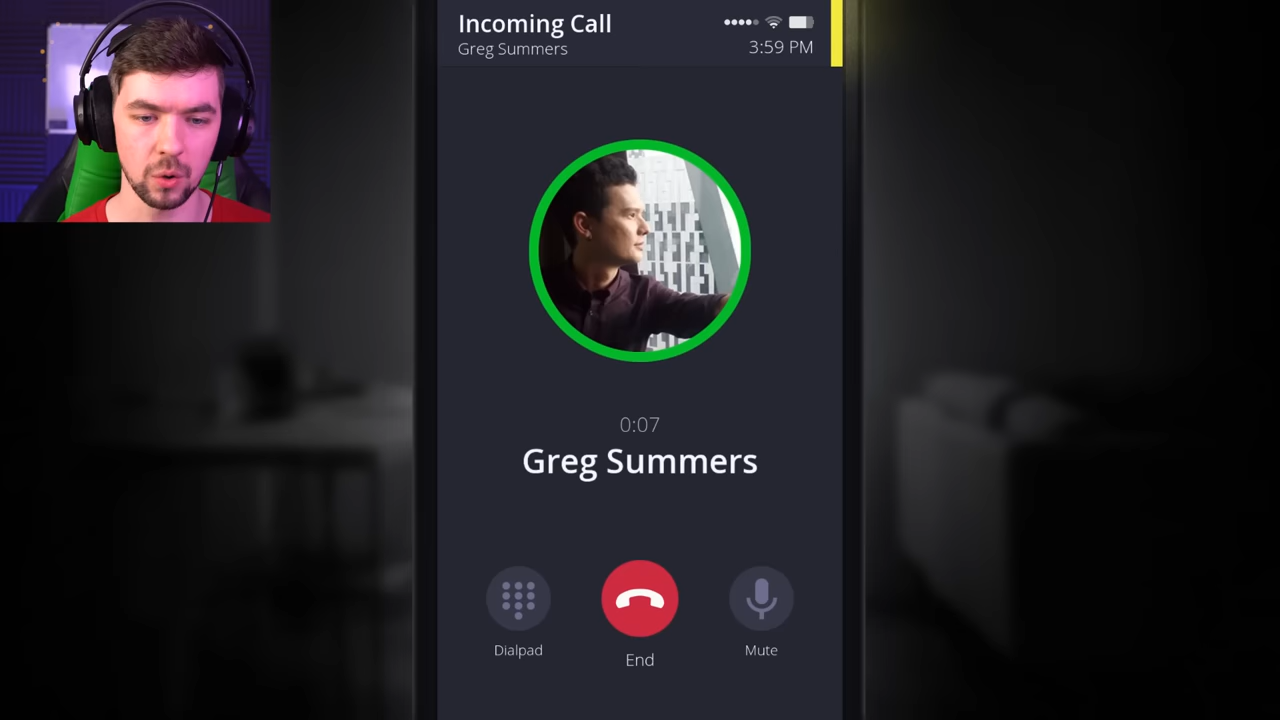 Incoming Call
Greg Summers
3:59 PM
0:07
Greg Summers
Dialpad
End
Mute